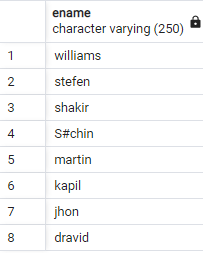 ename
character varying (250)
1 williams
2 stefen
3 shakir
4 S#chin
5 martin
6 kapil
7 jhon
8 dravid